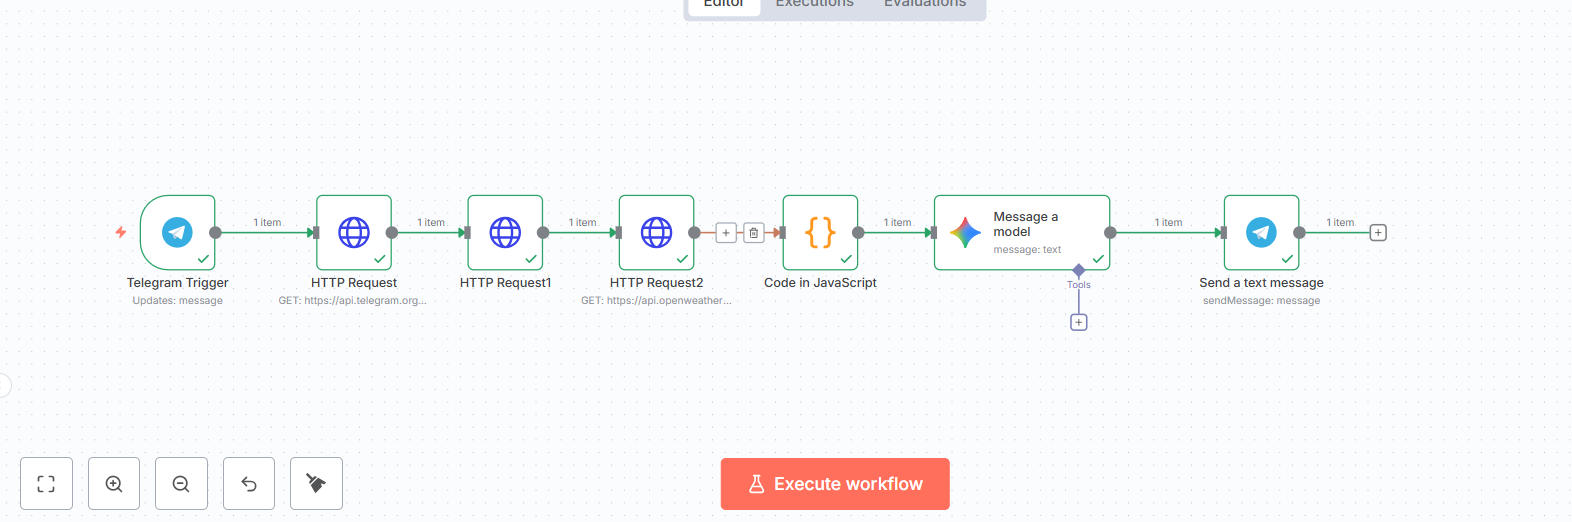 Editor Executions Evaluations
1 item
1 item
1 item
1 item
1 item
1 item
Message a
model
message: text
Telegram Trigger
Updates: message
HTTP Request
GET: https://api.telegram.org...
HTTP Request1
HTTP Request2
GET: https://api.openweather...
Code in JavaScript
Tools
Send a text message
sendMessage: message
Execute workflow